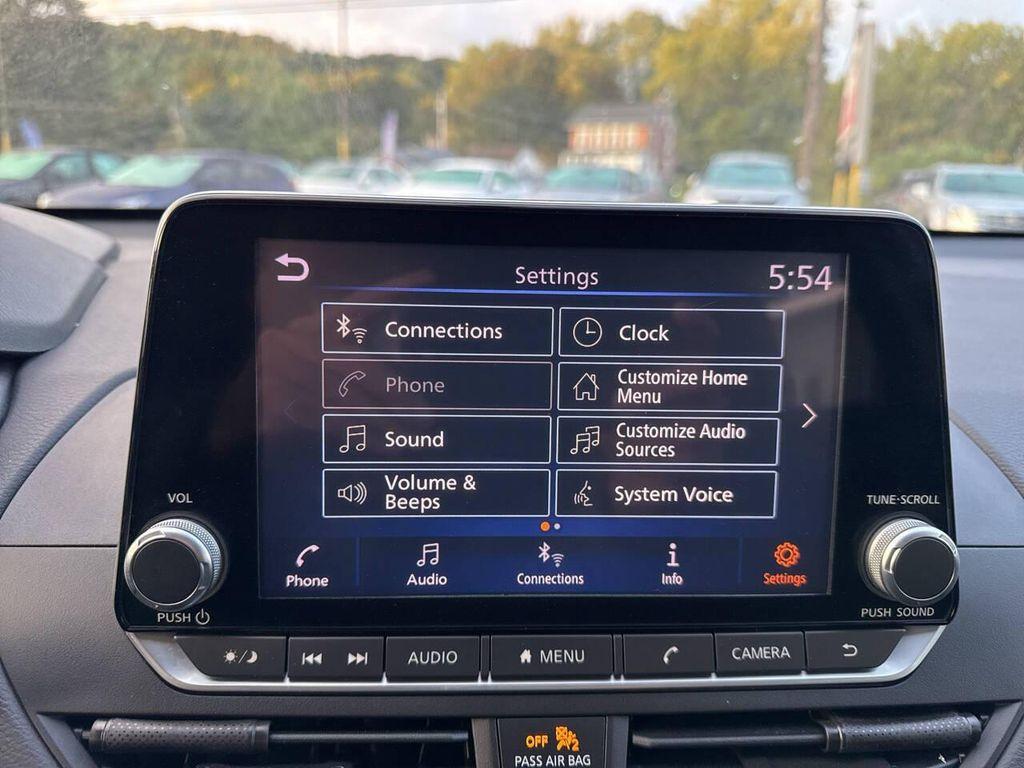 Settings
5:54
Connections
Clock
Phone
Customize Home
Menu
Sound
Customize Audio
Sources
Volume &
Beeps
System Voice
VOL
TUNE·SCROLL
Phone
Audio
Connections
Info
Settings
PUSH
PUSH SOUND
AUDIO
MENU
CAMERA
OFF
2
PASS AIR BAG